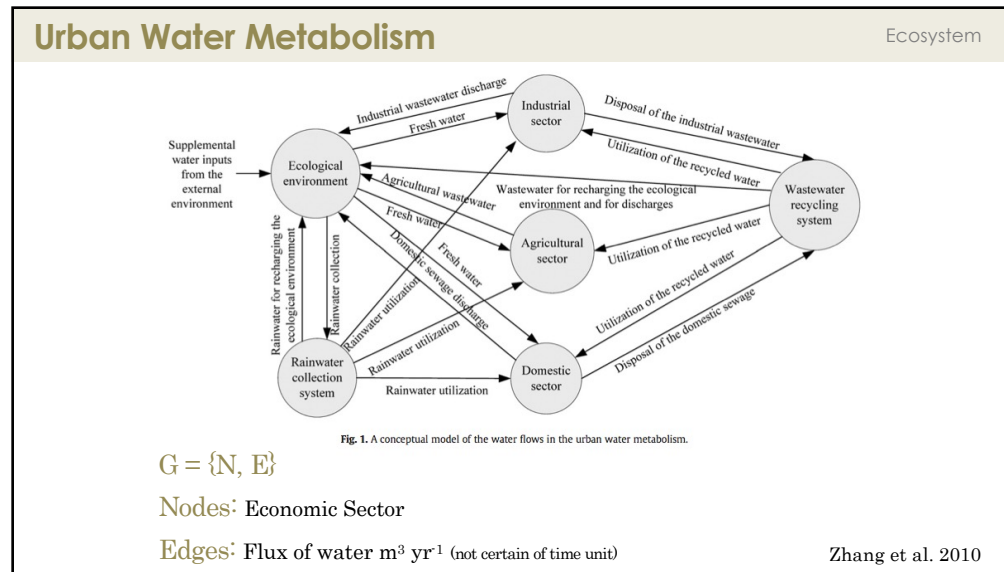 Urban Water Metabolism
Ecosystem
Industrial wastewater discharge
Fresh water
Industrial
sector
Disposal of the industrial wastewater
Utilization of the recycled water
Supplemental
water inputs
from the
external
environment
Ecological
environment
Agricultural wastewater
Fresh water
Wastewater for recharging the ecological
environment and for discharges
Wastewater
recycling
system
Agricultural
sector
Utilization of the recycled water
Fresh water
Domestic sewage discharge
Rainwater for recharging the
ecological environment
Rainwater collection
Rainwater utilization
Rainwater utilization
Utilization of the recycled water
Disposal of the domestic sewage
Rainwater
collection
system
Rainwater utilization
Domestic
sector
Fig. 1. A conceptual model of the water flows in the urban water metabolism.
G = {N, E}
Nodes: Economic Sector
Edges: Flux of water m³ yr⁻¹ (not certain of time unit)
Zhang et al. 2010